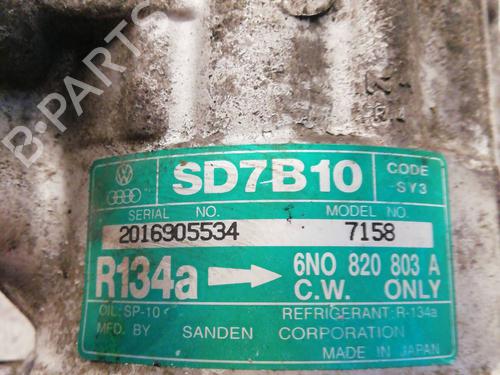 B-PARTS
SD7B10
CODE
SY3
SERIAL NO.
MODEL NO.
2016905534
7158
R134a
6N0 820 803 A
C.W. ONLY
OIL: SP-10
REFRIGERANT: R-134a
MFD. BY SANDEN CORPORATION
MADE IN JAPAN